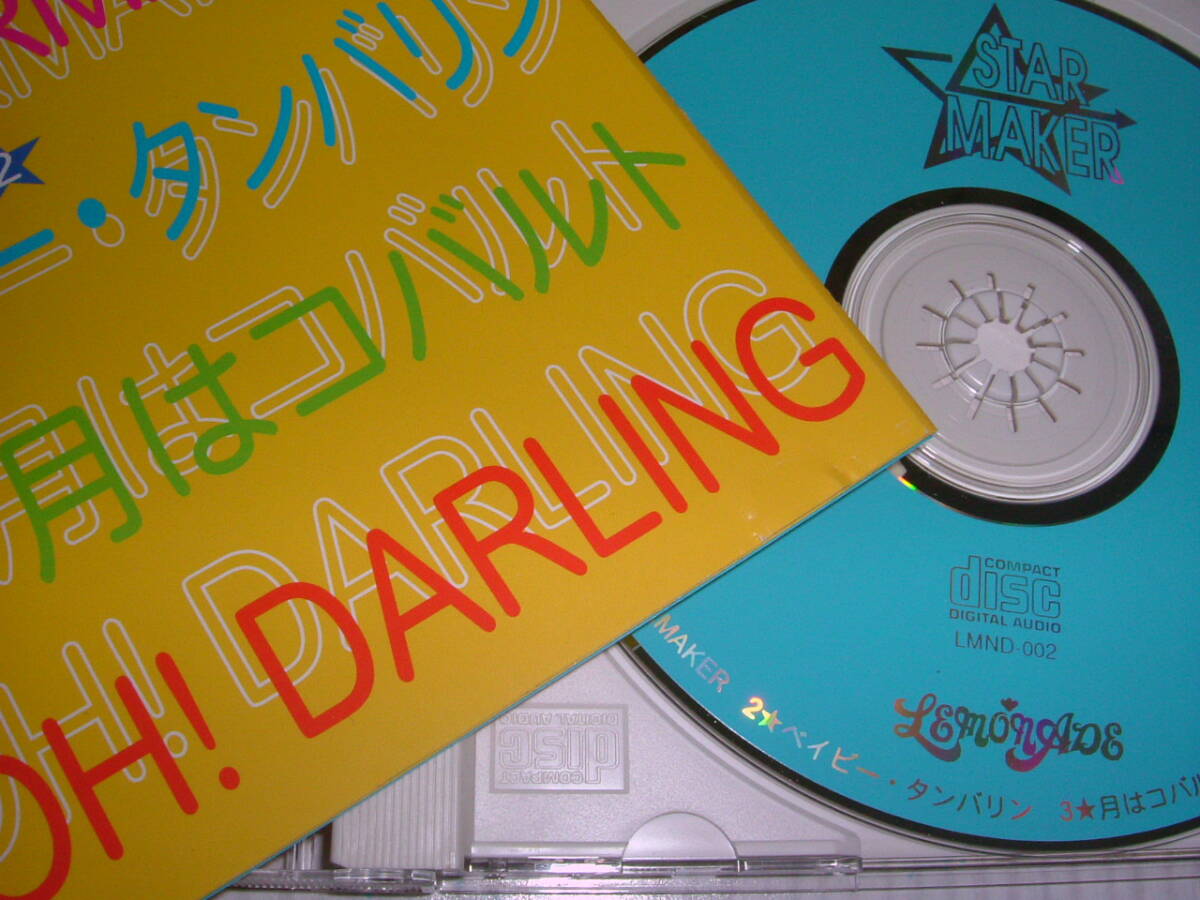 2
ー・タンバリン
月はコバルト
OH! DARLING
STAR
MAKER
COMPACT
disc
DIGITAL AUDIO
LMND-002
LEMONADE
MAKER 2★ベイビー・タンバリン 3★月はコバル
COMPACT
disc
DIGITAL AUDIO